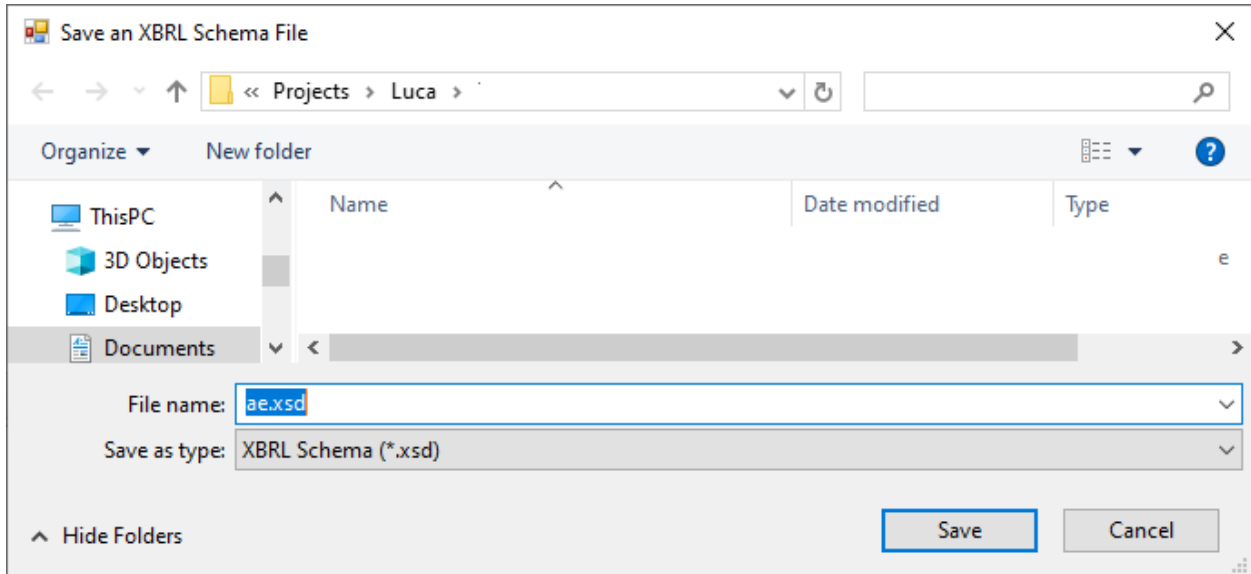 Save an XBRL Schema File
« Projects > Luca >
Organize New folder
Name Date modified Type
ThisPC
3D Objects
e
Desktop
Documents
File name: ae.xsd
Save as type: XBRL Schema (*.xsd)
Hide Folders Save Cancel